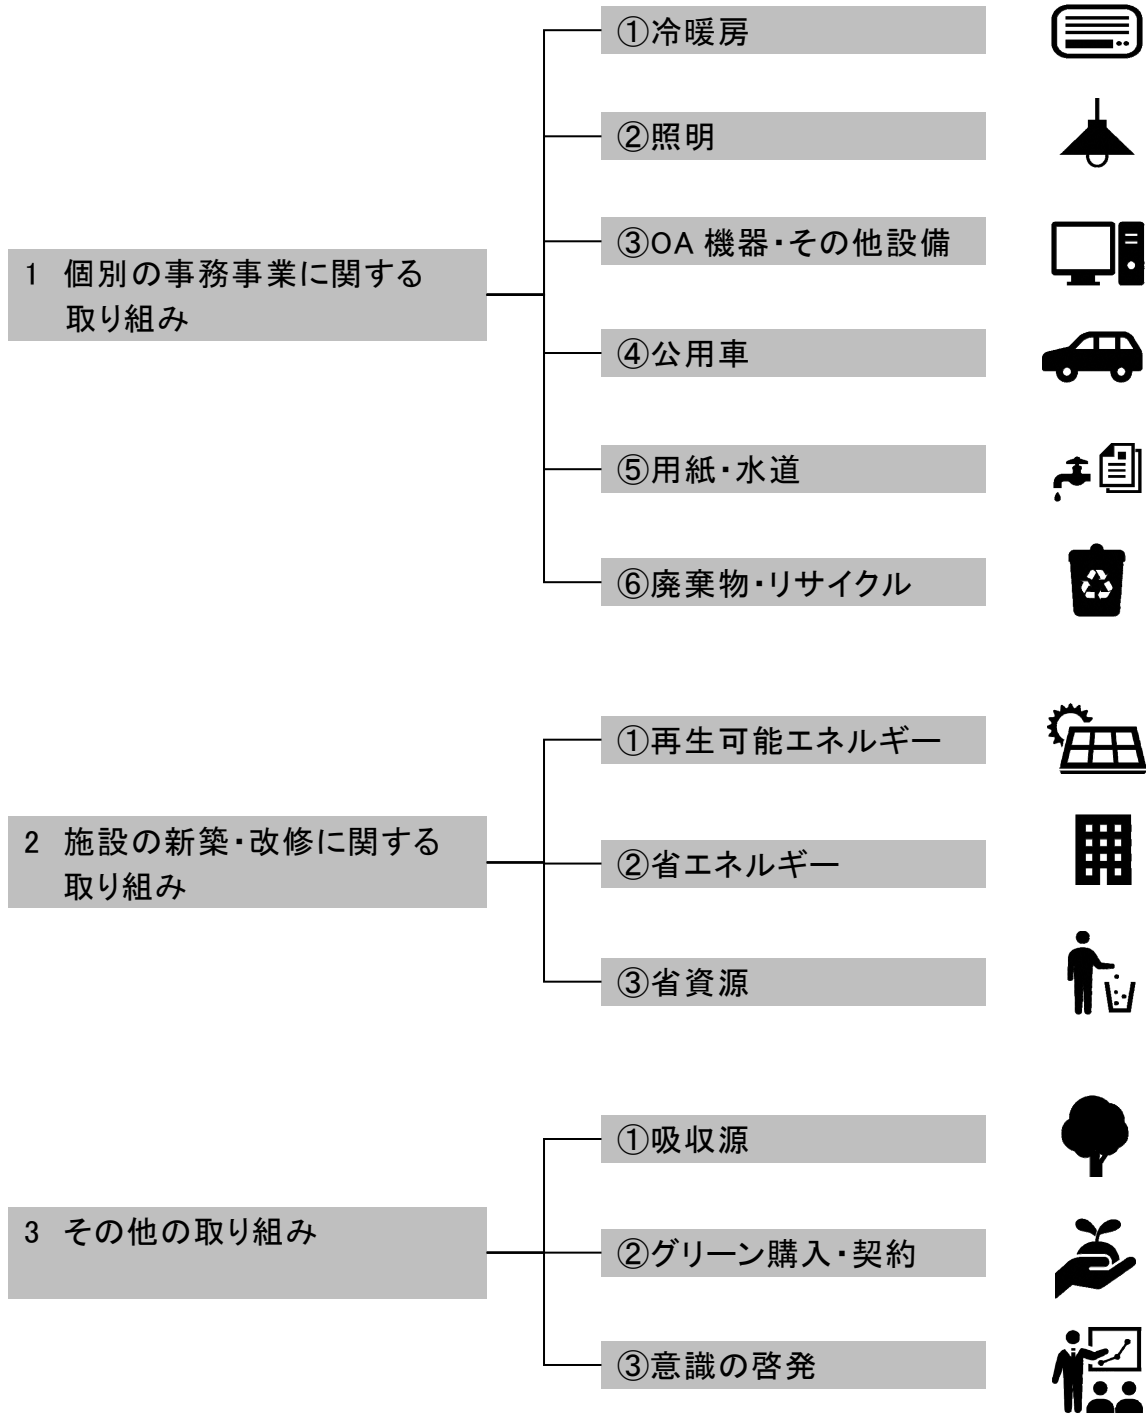 1 個別の事務事業に関する
取り組み
①冷暖房
②照明
③OA 機器・その他設備
④公用車
⑤用紙・水道
⑥廃棄物・リサイクル
2 施設の新築・改修に関する
取り組み
①再生可能エネルギー
②省エネルギー
③省資源
3 その他の取り組み
①吸収源
②グリーン購入・契約
③意識の啓発